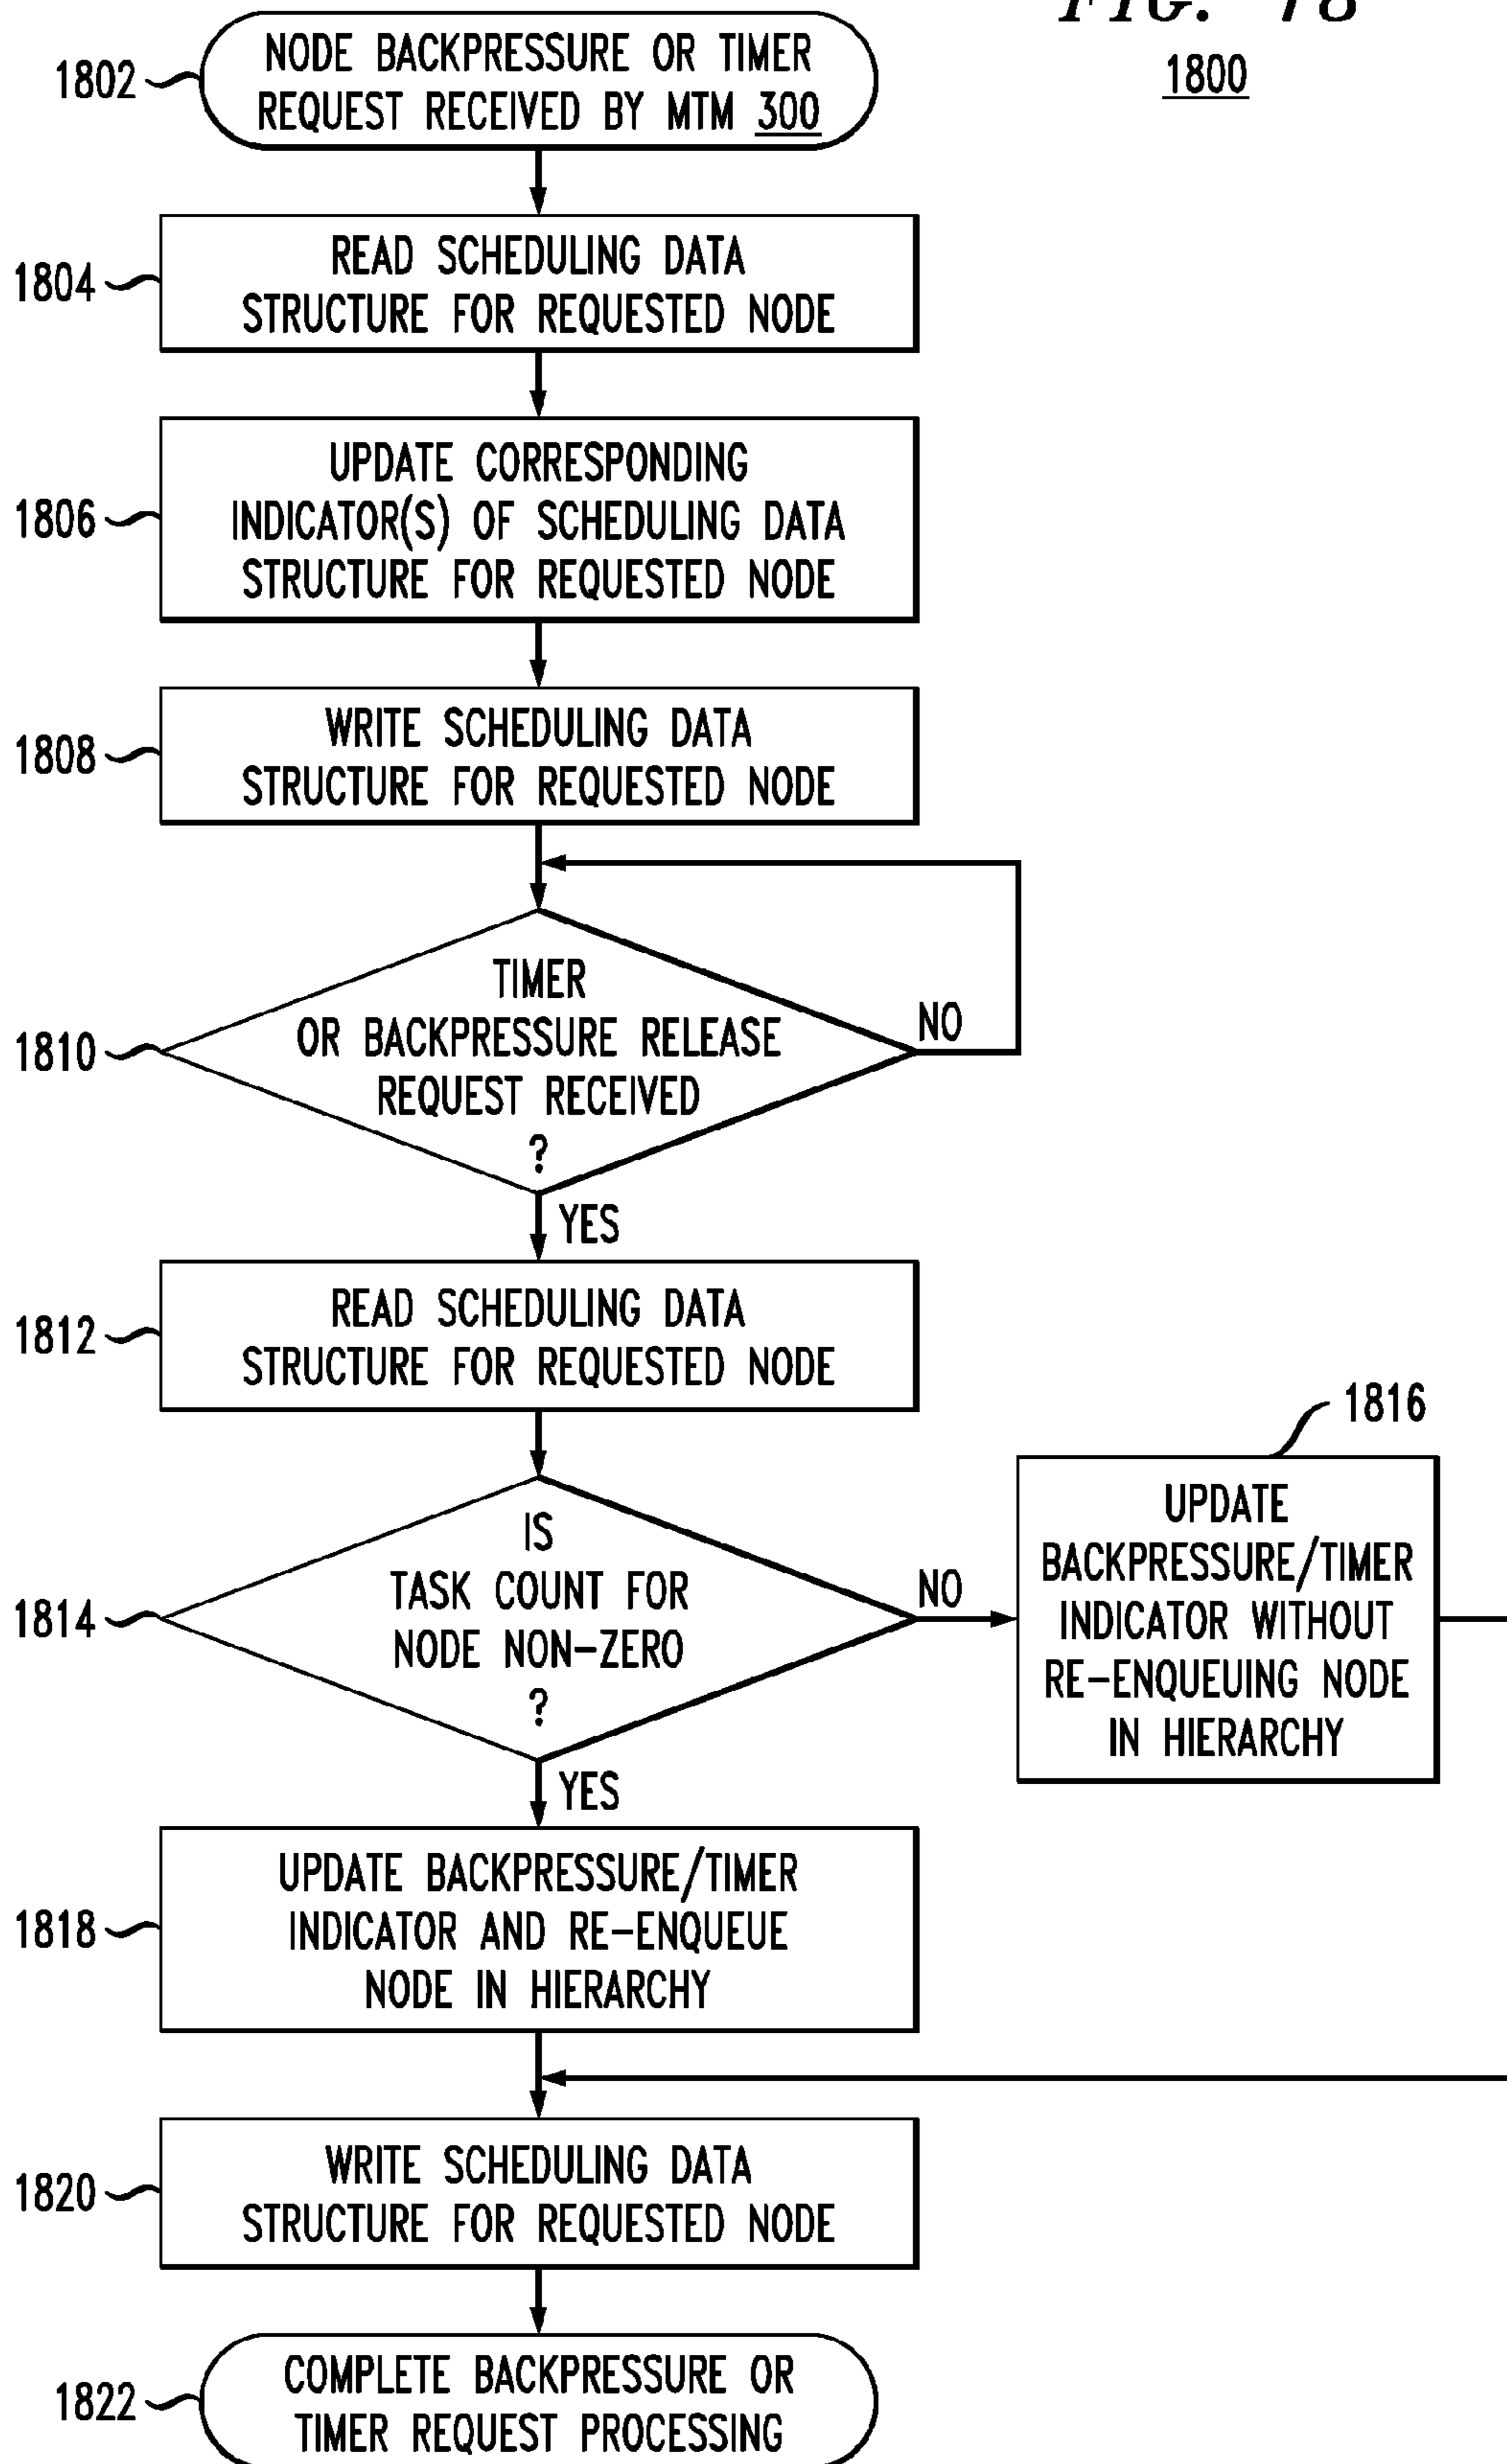 FIG. 18
1800
1802
NODE BACKPRESSURE OR TIMER
REQUEST RECEIVED BY MTM 300
1804
READ SCHEDULING DATA
STRUCTURE FOR REQUESTED NODE
1806
UPDATE CORRESPONDING
INDICATOR(S) OF SCHEDULING DATA
STRUCTURE FOR REQUESTED NODE
1808
WRITE SCHEDULING DATA
STRUCTURE FOR REQUESTED NODE
1810
TIMER
OR BACKPRESSURE RELEASE
REQUEST RECEIVED
?
NO
YES
1812
READ SCHEDULING DATA
STRUCTURE FOR REQUESTED NODE
1814
IS
TASK COUNT FOR
NODE NON-ZERO
?
NO
1816
UPDATE
BACKPRESSURE/TIMER
INDICATOR WITHOUT
RE-ENQUEUING NODE
IN HIERARCHY
YES
1818
UPDATE BACKPRESSURE/TIMER
INDICATOR AND RE-ENQUEUE
NODE IN HIERARCHY
1820
WRITE SCHEDULING DATA
STRUCTURE FOR REQUESTED NODE
1822
COMPLETE BACKPRESSURE OR
TIMER REQUEST PROCESSING